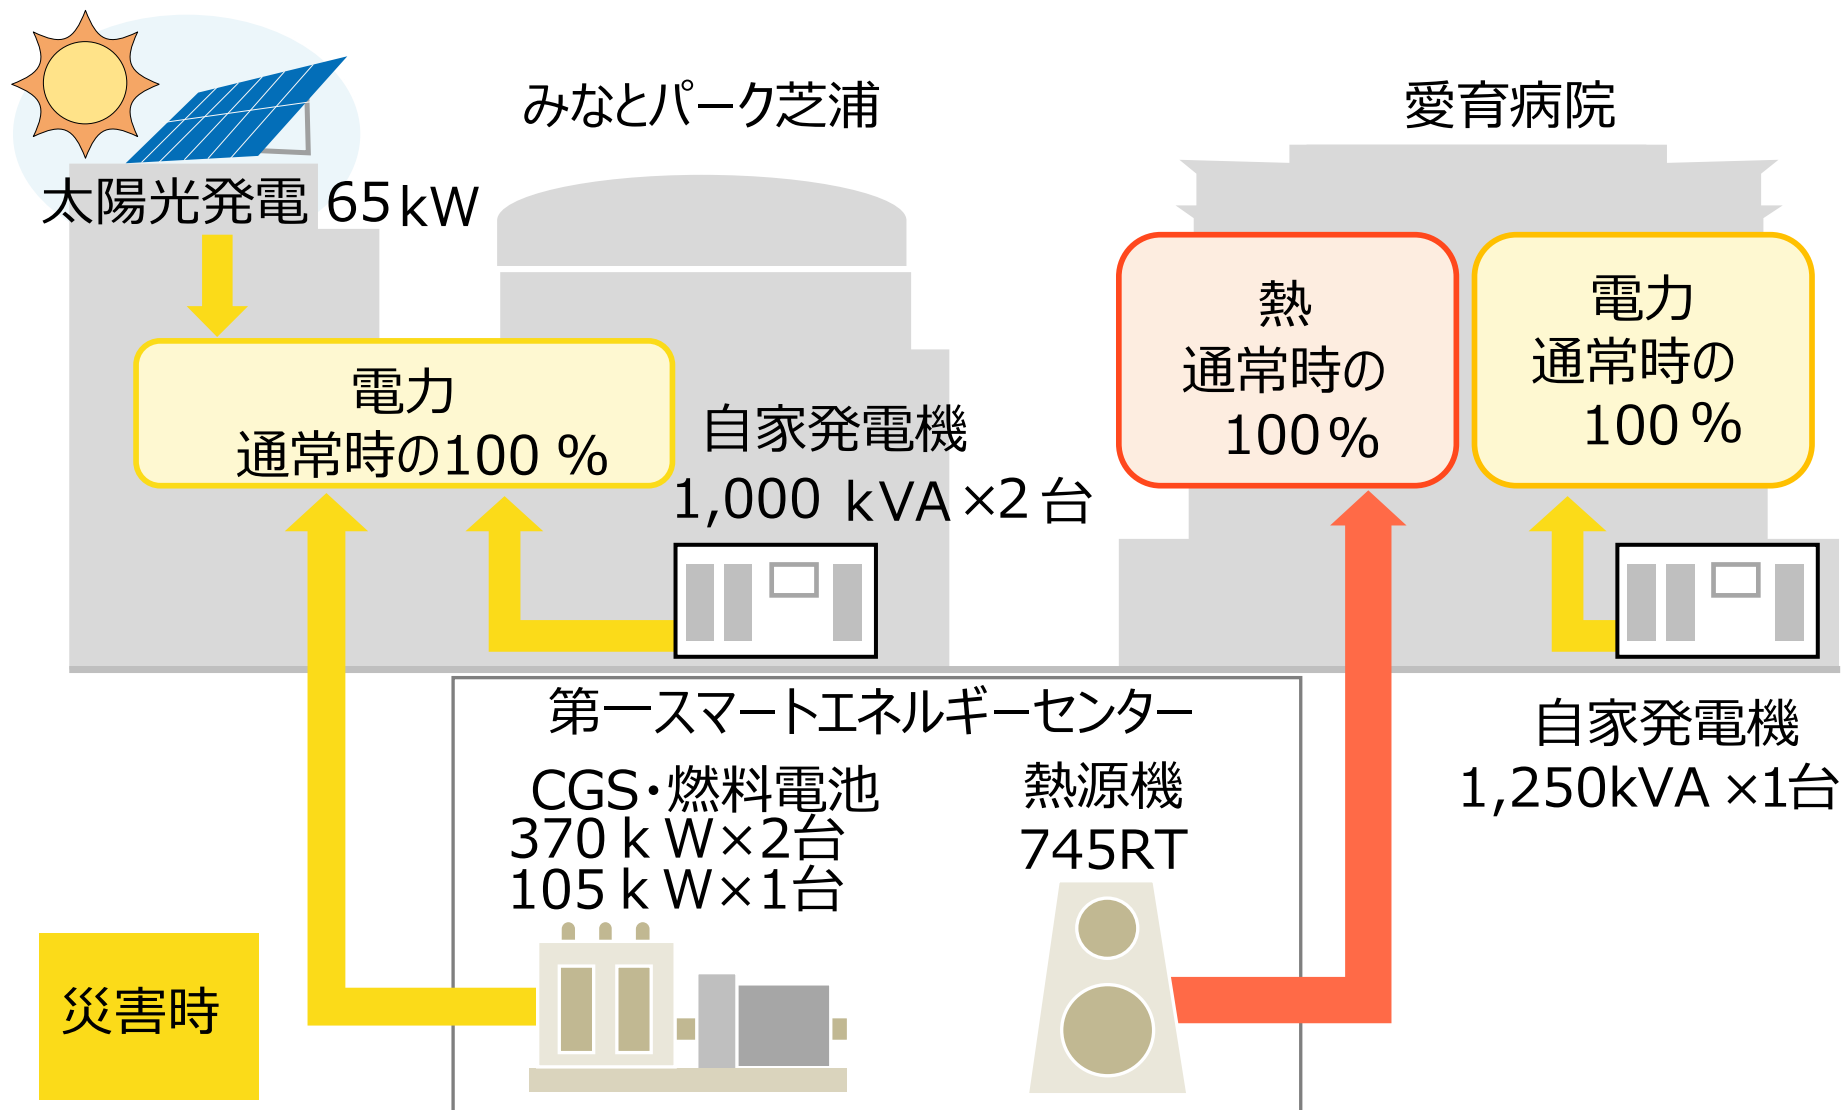 みなとパーク芝浦
愛育病院
太陽光発電 65kW
電力
通常時の100 %
自家発電機
1,000 kVA×2台
熱
通常時の
100%
電力
通常時の
100%
第一スマートエネルギーセンター
CGS・燃料電池
370kW×2台
105kW×1台
熱源機
745RT
自家発電機
1,250kVA ×1台
災害時